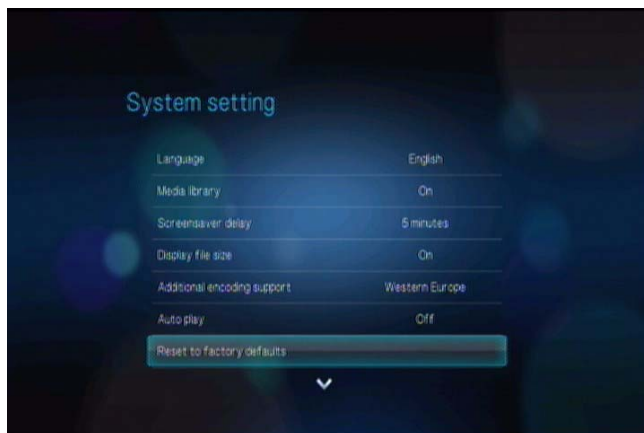 System setting
Language English
Media library On
Screensaver delay 5 minutes
Display file size On
Additional encoding support Western Europe
Auto play Off
Reset to factory defaults